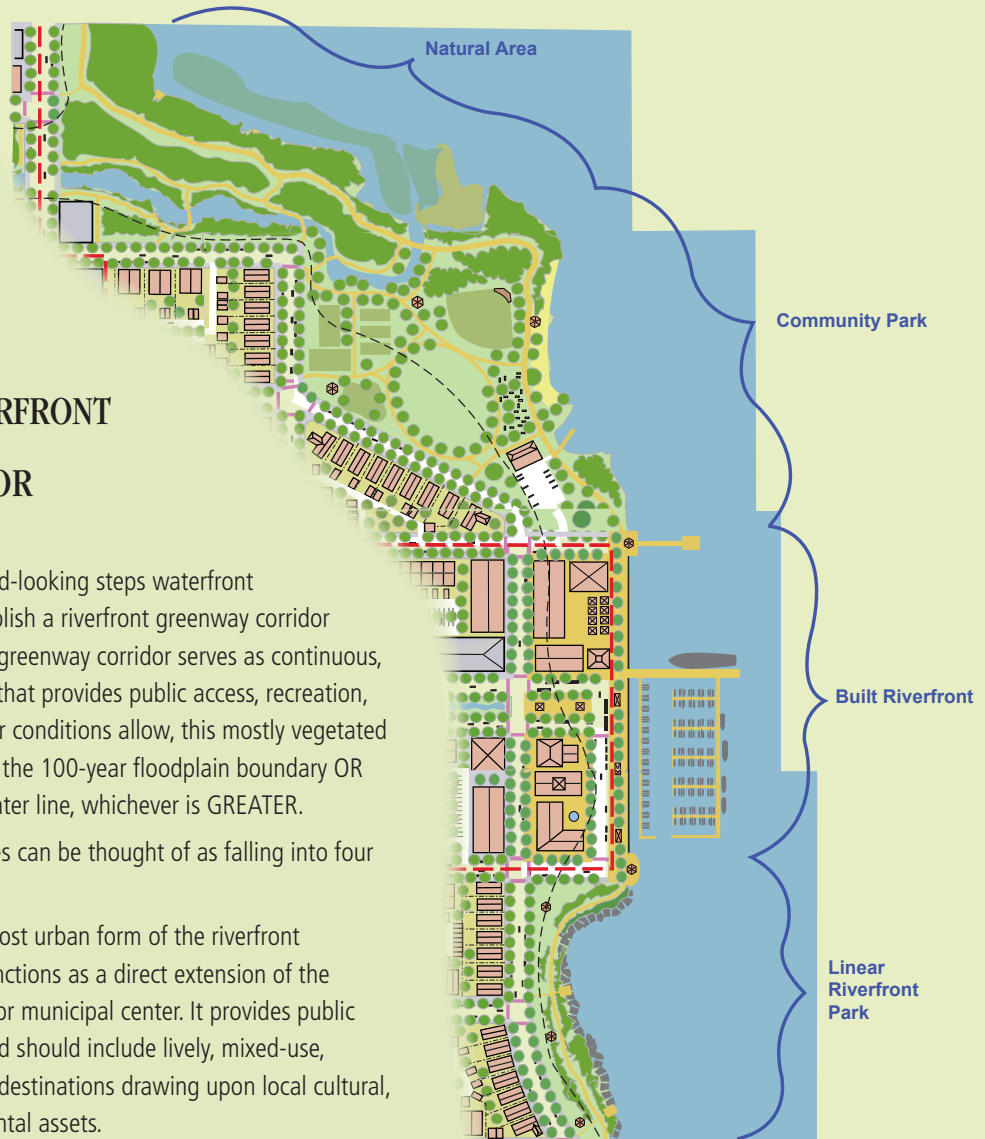 Natural Area
Community Park
RFRONT
OR
d-looking steps waterfront
blish a riverfront greenway corridor
greenway corridor serves as continuous,
that provides public access, recreation,
r conditions allow, this mostly vegetated
the 100-year floodplain boundary OR
ater line, whichever is GREATER.
es can be thought of as falling into four
Built Riverfront
ost urban form of the riverfront
nctions as a direct extension of the
or municipal center. It provides public
d should include lively, mixed-use,
destinations drawing upon local cultural,
ntal assets.
Linear
Riverfront
Park